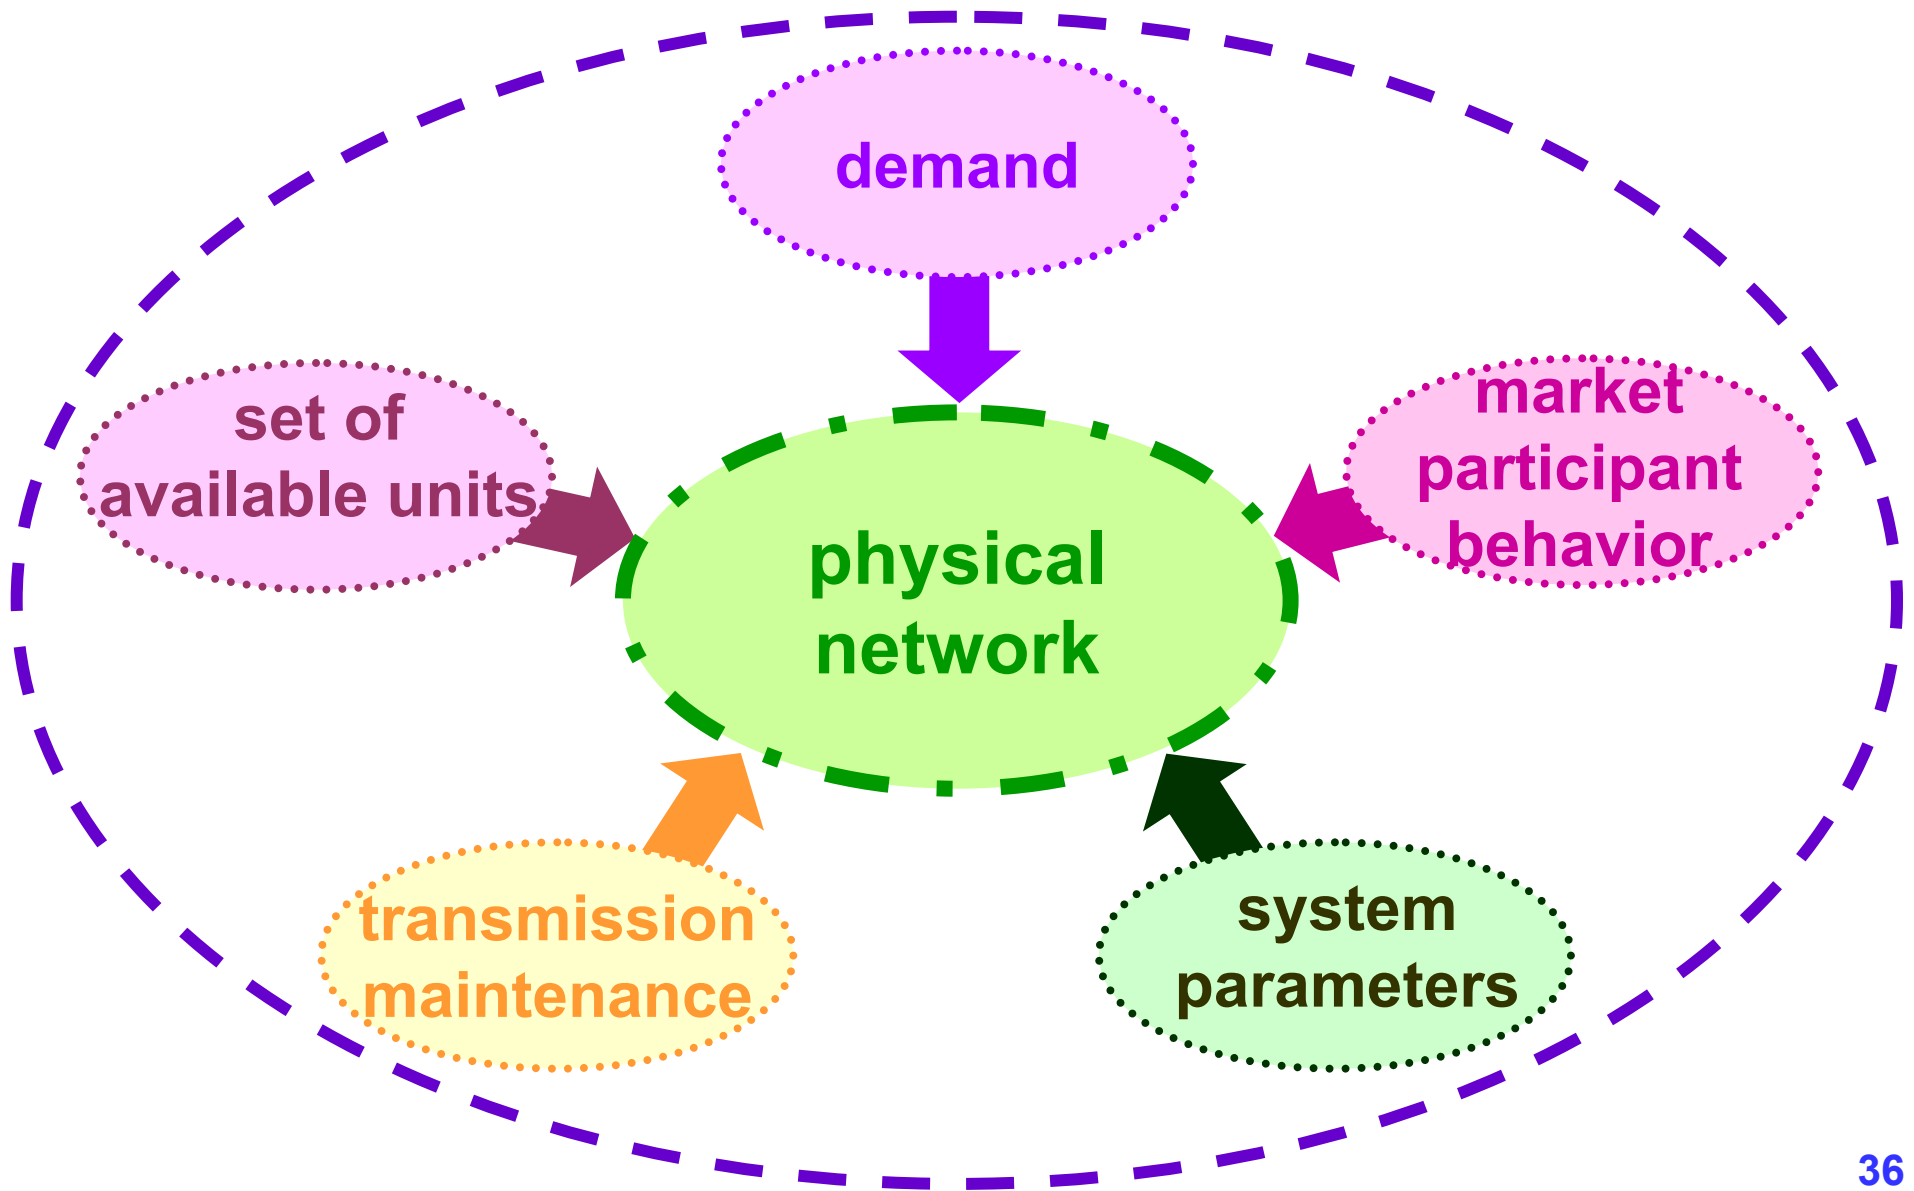 demand
set of
available units
market
participant
behavior
physical
network
transmission
maintenance
system
parameters
36